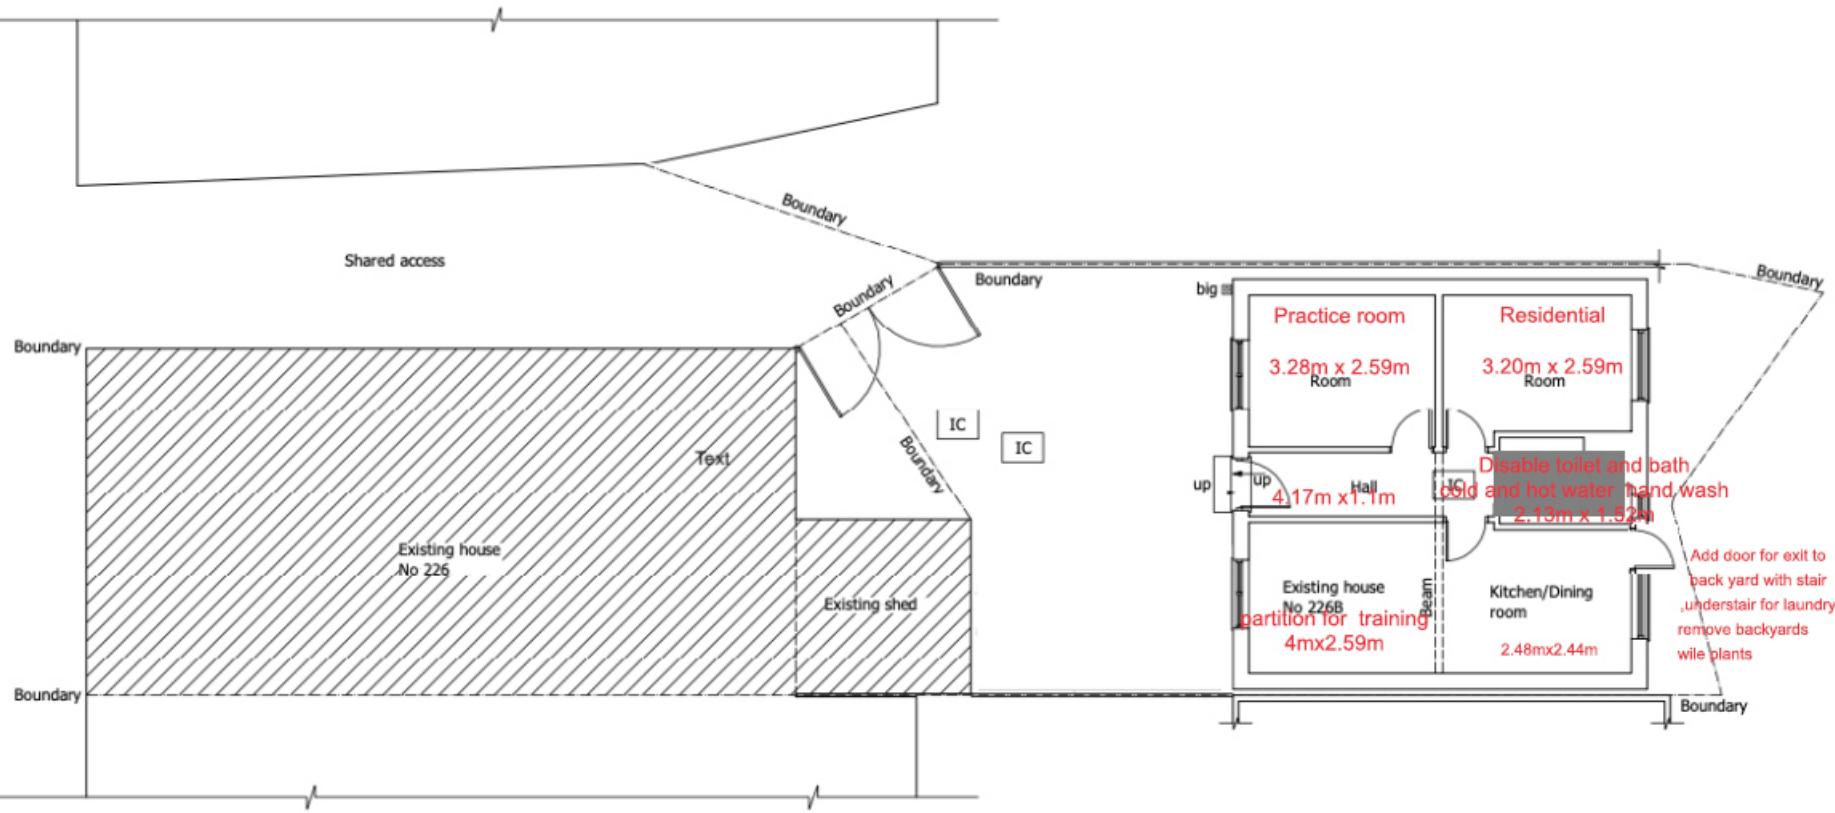 Boundary
Shared access
Boundary
Boundary
Boundary
Boundary
big
Practice room
Residential
3.28m x 2.59m
Room
3.20m x 2.59m
Room
Boundary
Text
IC
IC
Boundary
up
up
Hall
4.17m x1.1m
IC
Disable toilet and bath
cold and hot water hand wash
2.13m x 1.52m
Existing house
No 226
Existing shed
Existing house
No 226B
partition for training
4mx2.59m
Beam
Kitchen/Dining
room
2.48mx2.44m
Add door for exit to
back yard with stair
,understair for laundry
remove backyards
wile plants
Boundary
Boundary